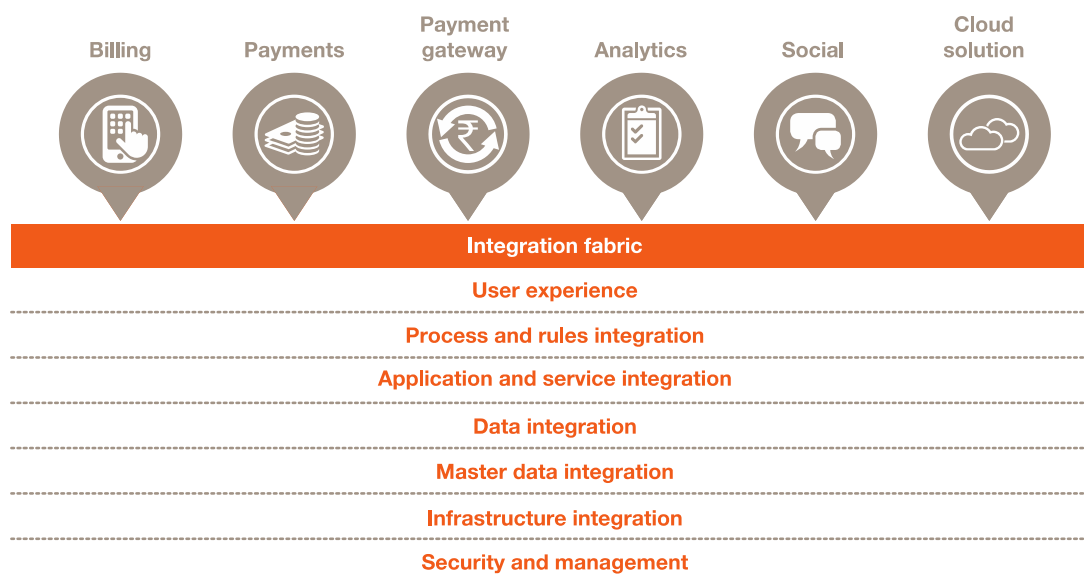 Billing
Payments
Payment
gateway
Analytics
Social
Cloud
solution
₹
Integration fabric
User experience
Process and rules integration
Application and service integration
Data integration
Master data integration
Infrastructure integration
Security and management